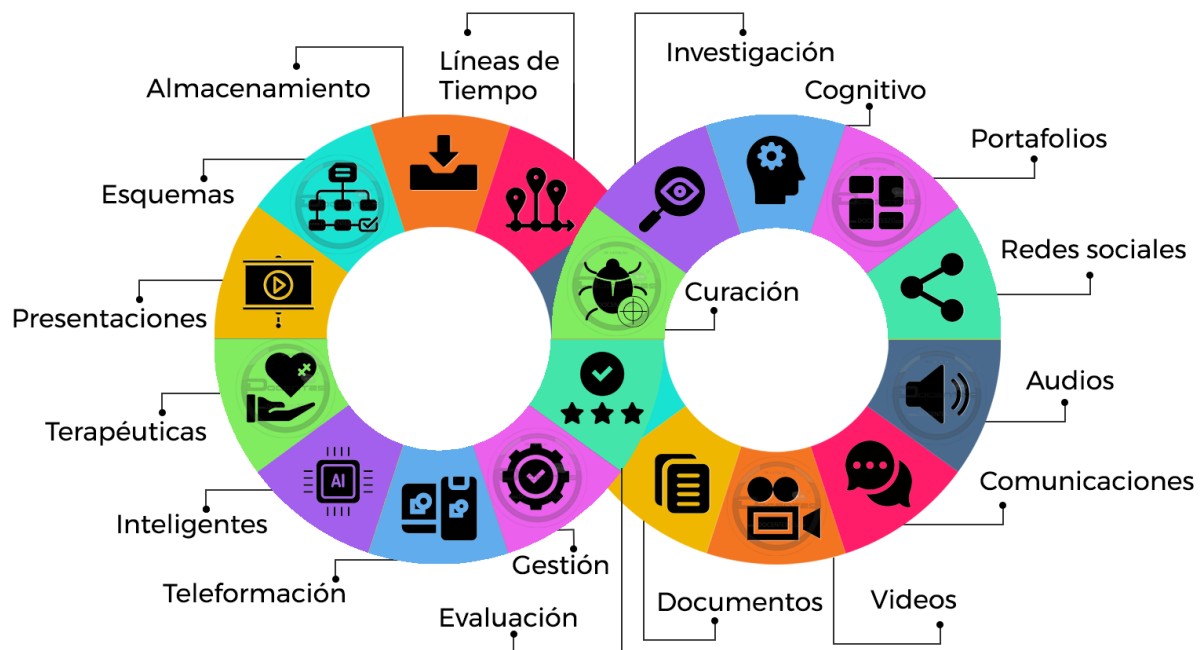 Líneas de
Tiempo
Investigación
Almacenamiento
Cognitivo
Portafolios
Esquemas
Redes sociales
Curación
Presentaciones
Audios
Terapéuticas
Comunicaciones
AI
Inteligentes
Gestión
Teleformación
Documentos
Videos
Evaluación